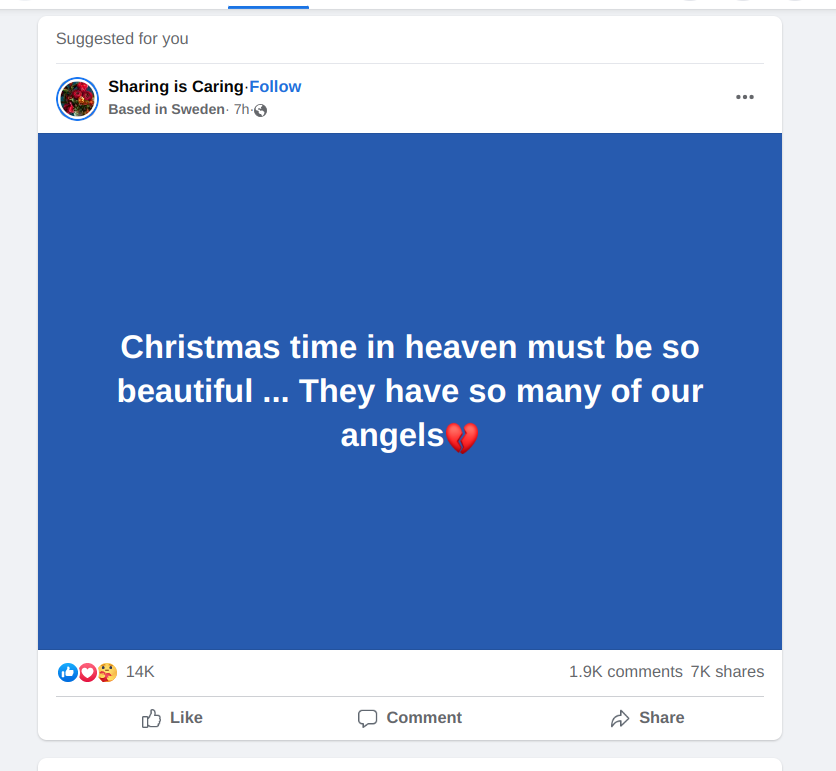 Suggested for you
Sharing is Caring·Follow
Based in Sweden· 7h·
Christmas time in heaven must be so
beautiful ... They have so many of our
angels💔
14K
1.9K comments 7K shares
Like
Comment
Share